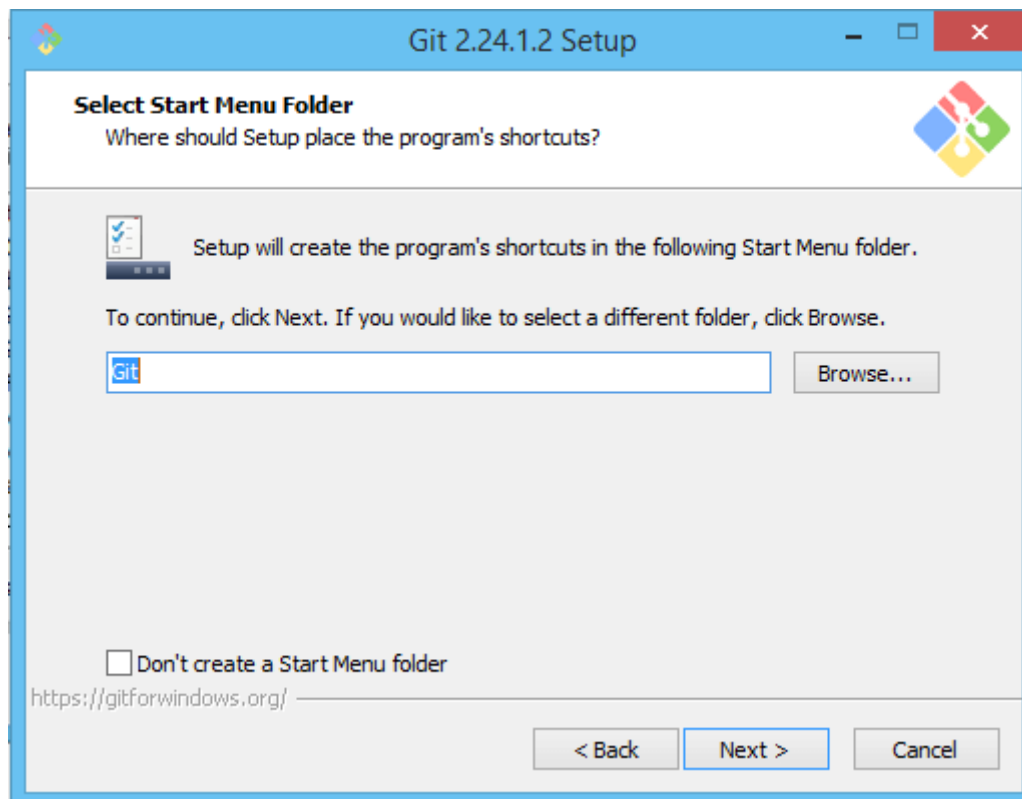 Git 2.24.1.2 Setup
Select Start Menu Folder
Where should Setup place the program's shortcuts?
Setup will create the program's shortcuts in the following Start Menu folder.
To continue, click Next. If you would like to select a different folder, click Browse.
Git
Browse...
Don't create a Start Menu folder
https://gitforwindows.org/
< Back
Next >
Cancel